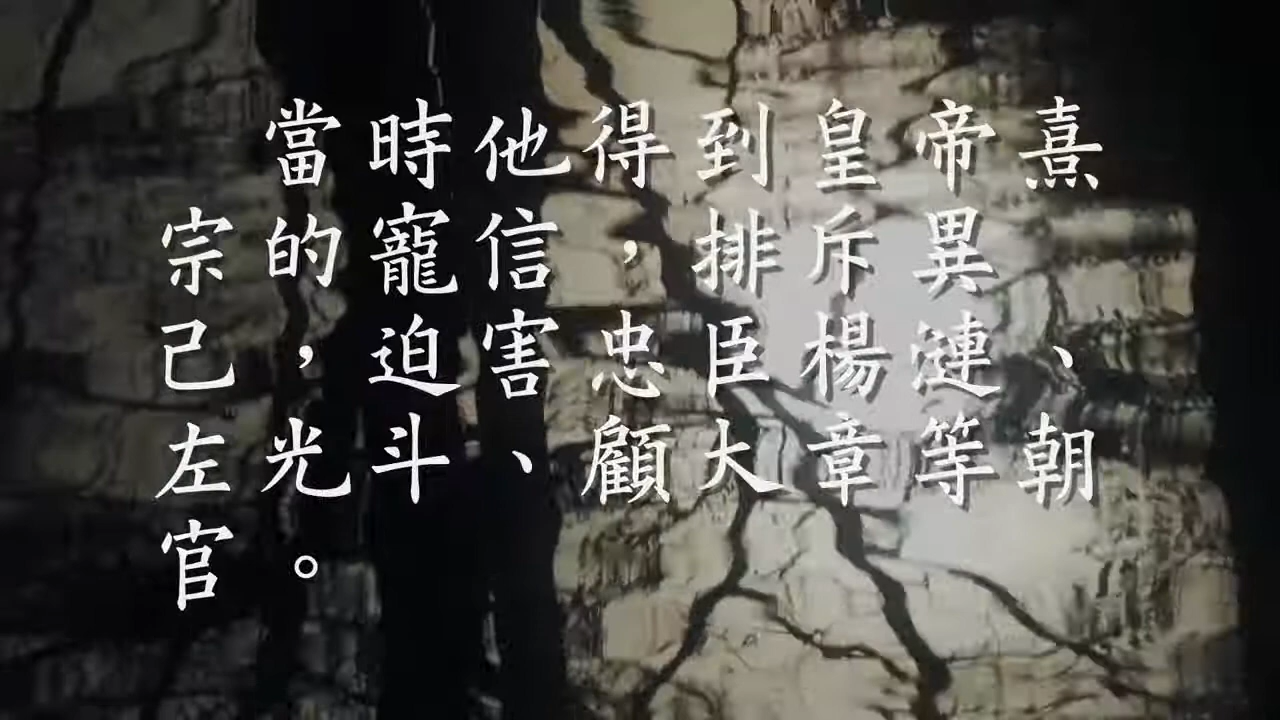 當時他得到皇帝熹
宗的寵信，排斥異
己，迫害忠臣楊漣、
左光斗、顧大章等朝
官。